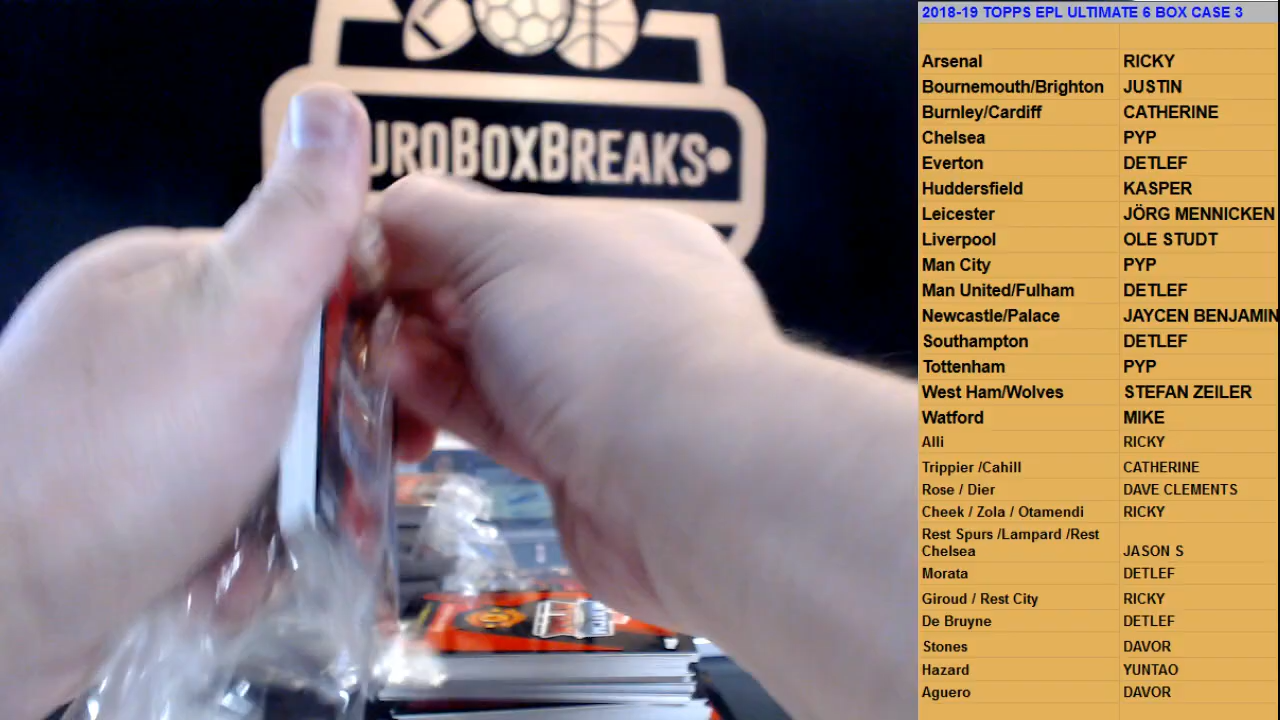 UROBOXBREAKS
2018-19 TOPPS EPL ULTIMATE 6 BOX CASE 3
Arsenal RICKY
Bournemouth/Brighton JUSTIN
Burnley/Cardiff CATHERINE
Chelsea PYP
Everton DETLEF
Huddersfield KASPER
Leicester JÖRG MENNICKEN
Liverpool OLE STUDT
Man City PYP
Man United/Fulham DETLEF
Newcastle/Palace JAYCEN BENJAMIN
Southampton DETLEF
Tottenham PYP
West Ham/Wolves STEFAN ZEILER
Watford MIKE
Alli RICKY
Trippier /Cahill CATHERINE
Rose / Dier DAVE CLEMENTS
Cheek / Zola / Otamendi RICKY
Rest Spurs /Lampard /Rest
Chelsea JASON S
Morata DETLEF
Giroud / Rest City RICKY
De Bruyne DETLEF
Stones DAVOR
Hazard YUNTAO
Aguero DAVOR